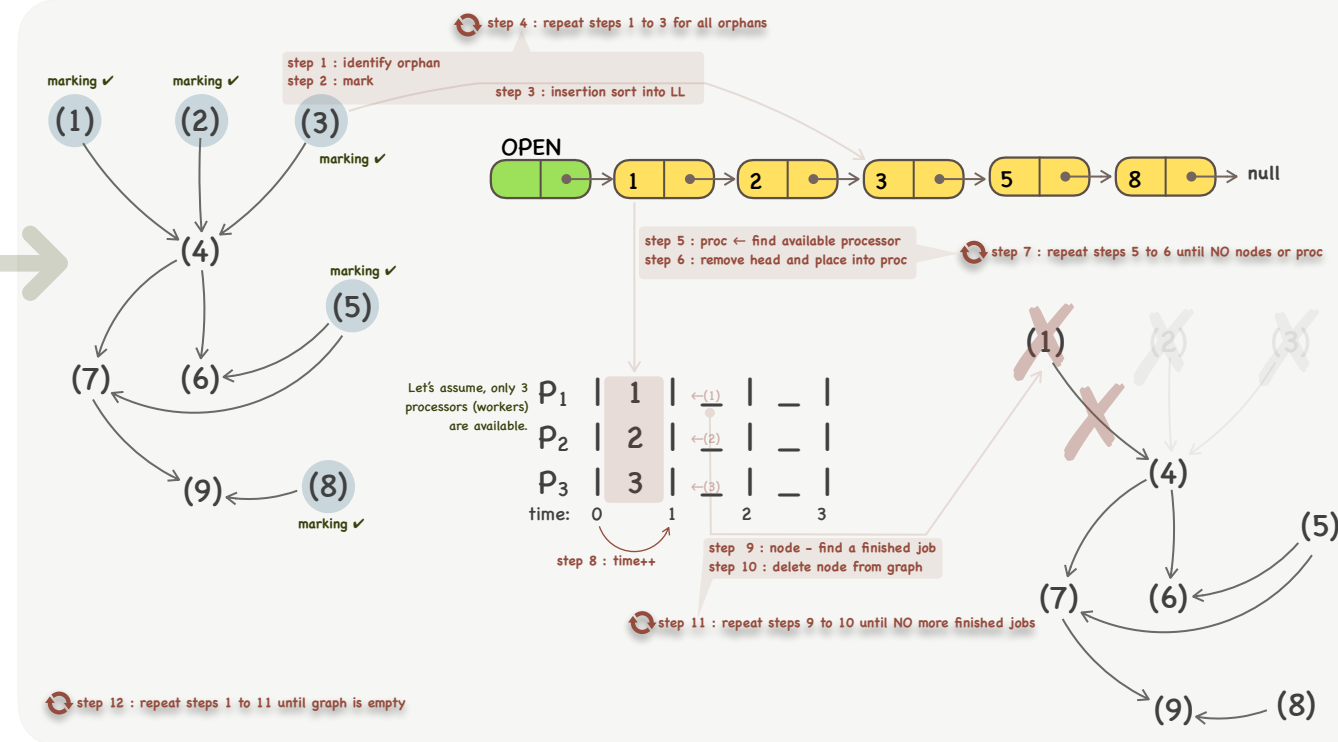 step 4 : repeat steps 1 to 3 for all orphans
step 1 : identify orphan
step 2 : mark
step 3 : insertion sort into LL
marking ✔
marking ✔
(1)
(2)
(3)
marking ✔
OPEN
1
2
3
5
8
null
(4)
step 5 : proc ← find available processor
step 6 : remove head and place into proc
step 7 : repeat steps 5 to 6 until NO nodes or proc
marking ✔
(5)
(7)
(6)
(9)
(8)
marking ✔
Let's assume, only 3
processors (workers)
are available.
P1 | 1 | ←(1) _ | _ |
P2 | 2 | ←(2) _ | _ |
P3 | 3 | ←(3) _ | _ |
time: 0 1 2 3
step 8 : time++
step 9 : node - find a finished job
step 10 : delete node from graph
step 11 : repeat steps 9 to 10 until NO more finished jobs
(1)
(2)
(3)
(4)
(5)
(7)
(6)
(9)
(8)
step 12 : repeat steps 1 to 11 until graph is empty